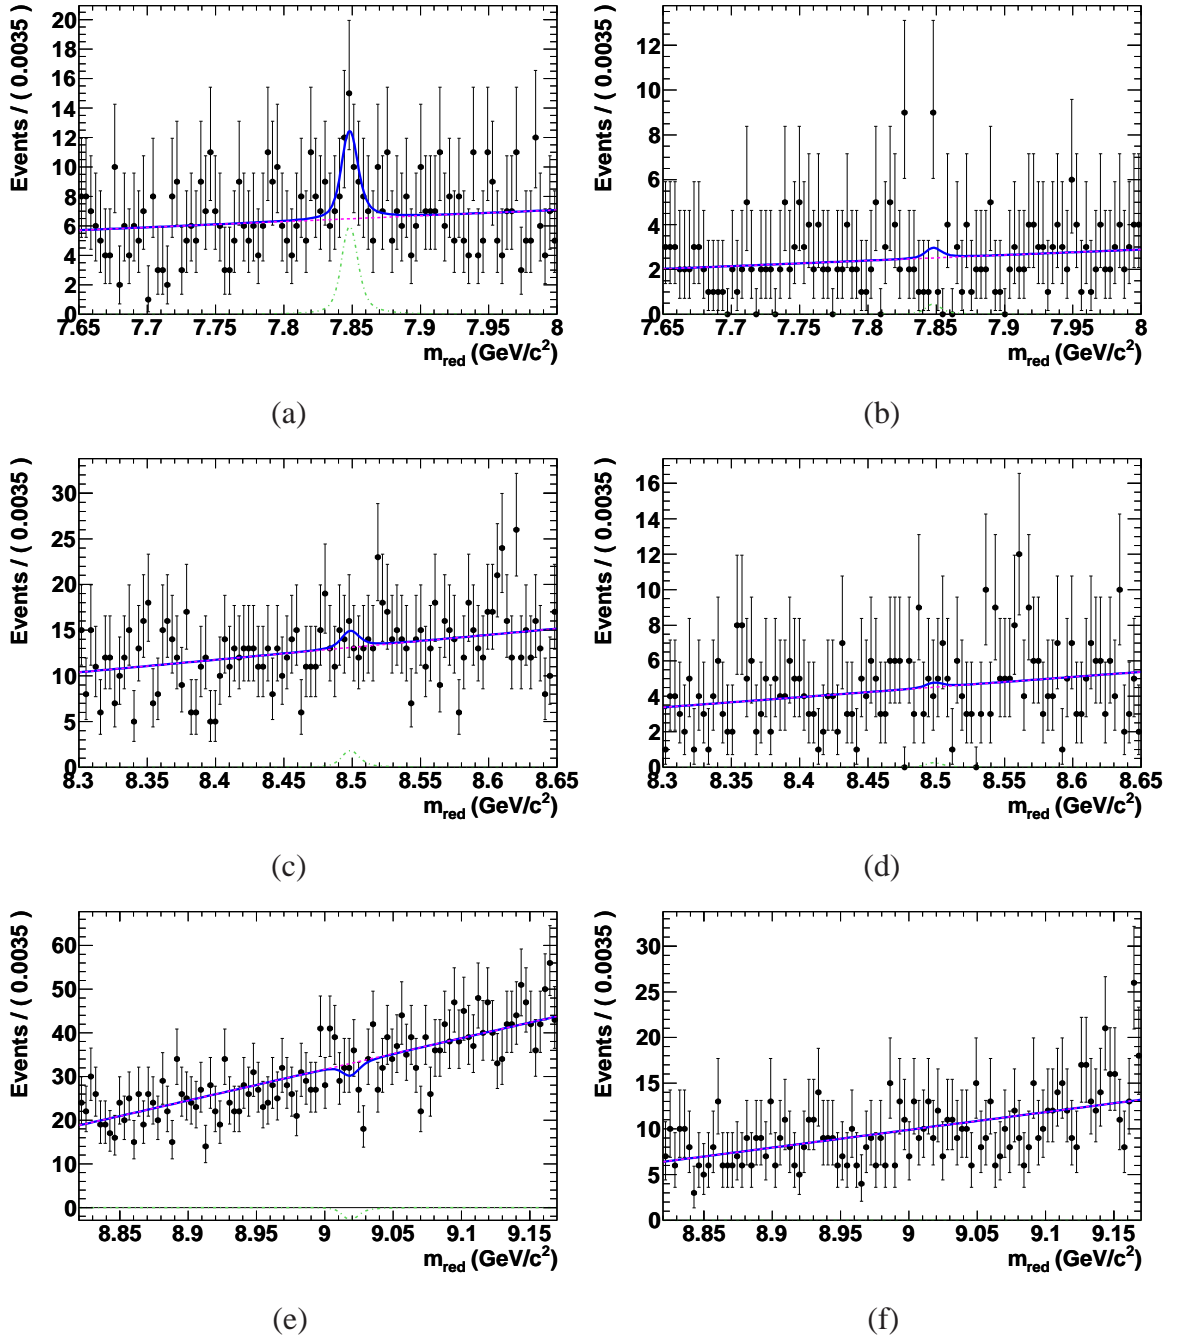 Events / ( 0.0035 )
20
18
16
14
12
10
8
6
4
2
0
7.65 7.7 7.75 7.8 7.85 7.9 7.95 8
m_red (GeV/c²)
(a)
Events / ( 0.0035 )
12
10
8
6
4
2
0
7.65 7.7 7.75 7.8 7.85 7.9 7.95 8
m_red (GeV/c²)
(b)
Events / ( 0.0035 )
30
25
20
15
10
5
0
8.3 8.35 8.4 8.45 8.5 8.55 8.6 8.65
m_red (GeV/c²)
(c)
Events / ( 0.0035 )
16
14
12
10
8
6
4
2
0
8.3 8.35 8.4 8.45 8.5 8.55 8.6 8.65
m_red (GeV/c²)
(d)
Events / ( 0.0035 )
60
50
40
30
20
10
0
8.85 8.9 8.95 9 9.05 9.1 9.15
m_red (GeV/c²)
(e)
Events / ( 0.0035 )
30
25
20
15
10
5
0
8.85 8.9 8.95 9 9.05 9.1 9.15
m_red (GeV/c²)
(f)